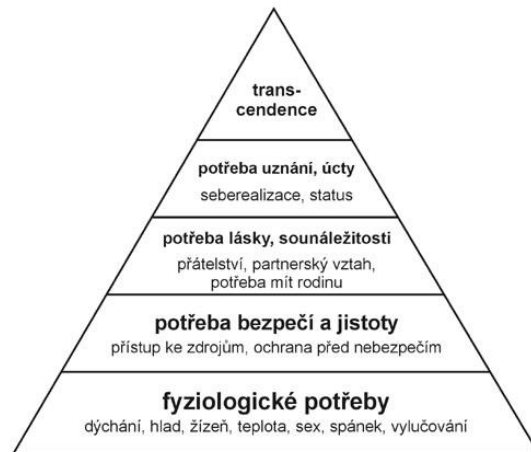 trans-
cendence
potřeba uznání, úcty
seberealizace, status
potřeba lásky, sounáležitosti
přátelství, partnerský vztah,
potřeba mít rodinu
potřeba bezpečí a jistoty
přístup ke zdrojům, ochrana před nebezpečím
fyziologické potřeby
dýchání, hlad, žízeň, teplota, sex, spánek, vylučování